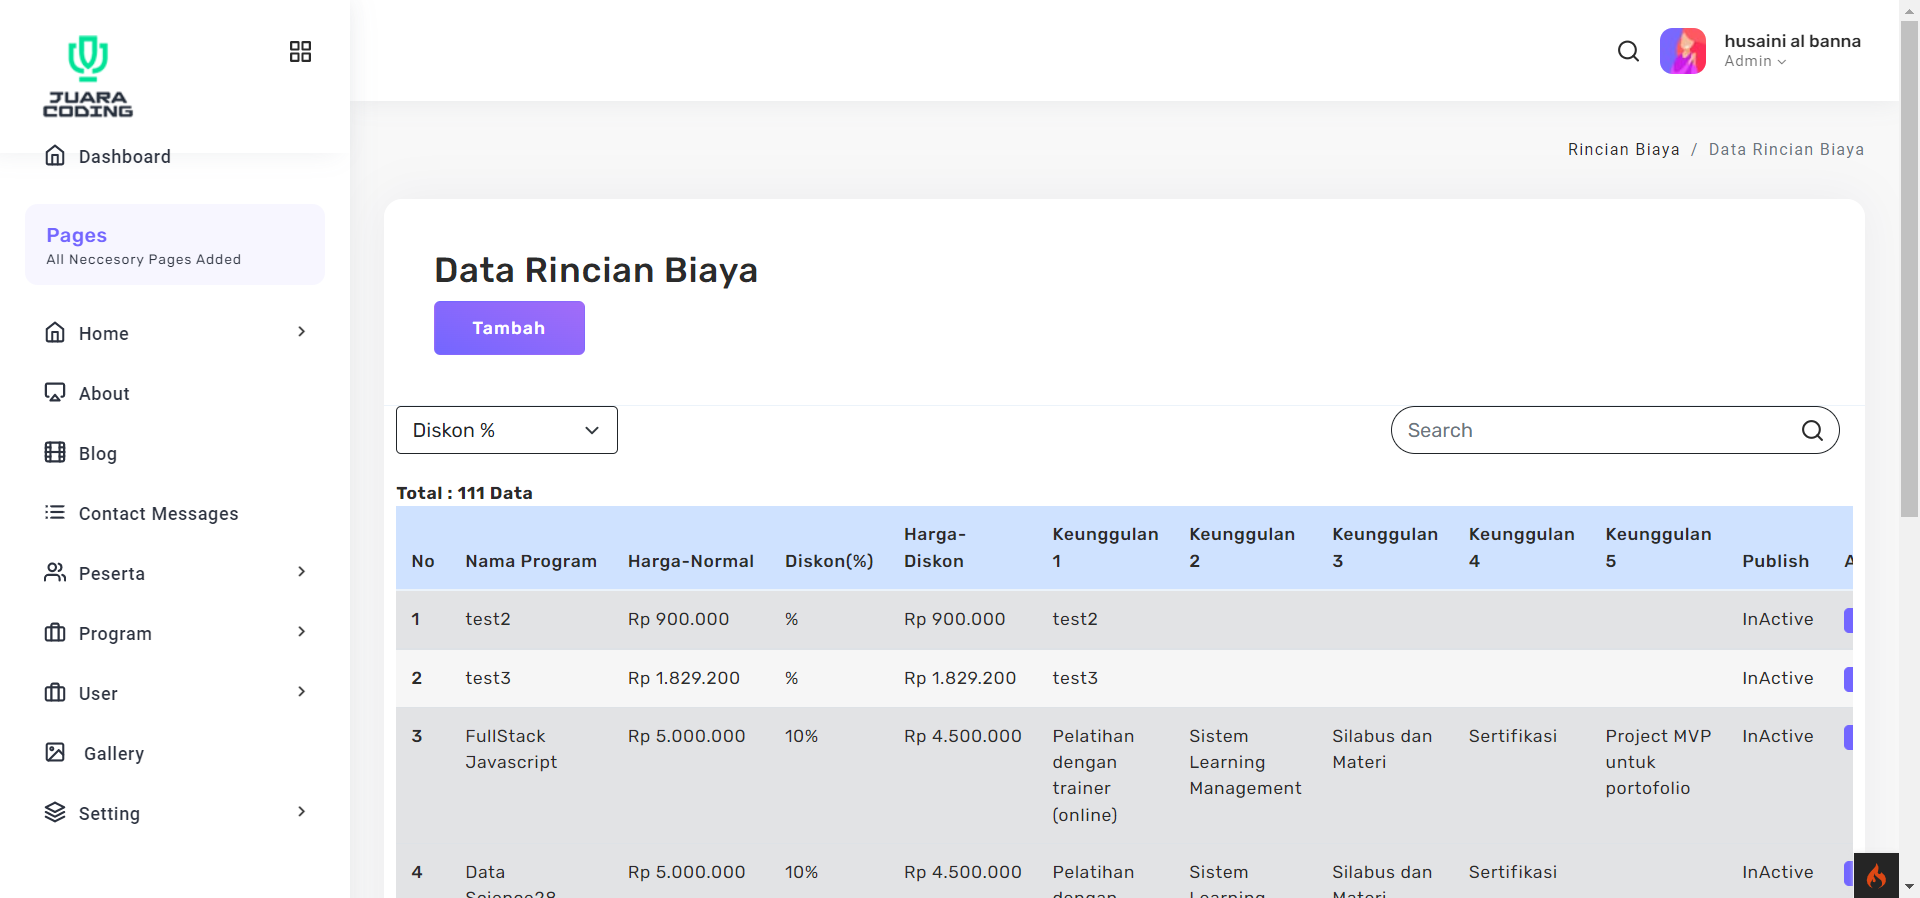 JUARA
CODING
husaini al banna
Admin
Dashboard
Rincian Biaya / Data Rincian Biaya
Pages
All Neccesory Pages Added
Home
About
Blog
Contact Messages
Peserta
Program
User
Gallery
Setting
Data Rincian Biaya
Tambah
Diskon %
Search
Total : 111 Data
No Nama Program Harga-Normal Diskon(%) Harga-Diskon Keunggulan 1 Keunggulan 2 Keunggulan 3 Keunggulan 4 Keunggulan 5 Publish
1 test2 Rp 900.000 % Rp 900.000 test2 InActive
2 test3 Rp 1.829.200 % Rp 1.829.200 test3 InActive
3 FullStack Javascript Rp 5.000.000 10% Rp 4.500.000 Pelatihan dengan trainer (online) Sistem Learning Management Silabus dan Materi Sertifikasi Project MVP untuk portofolio InActive
4 Data Science28 Rp 5.000.000 10% Rp 4.500.000 Pelatihan dengan Sistem Learning Silabus dan Materi Sertifikasi InActive